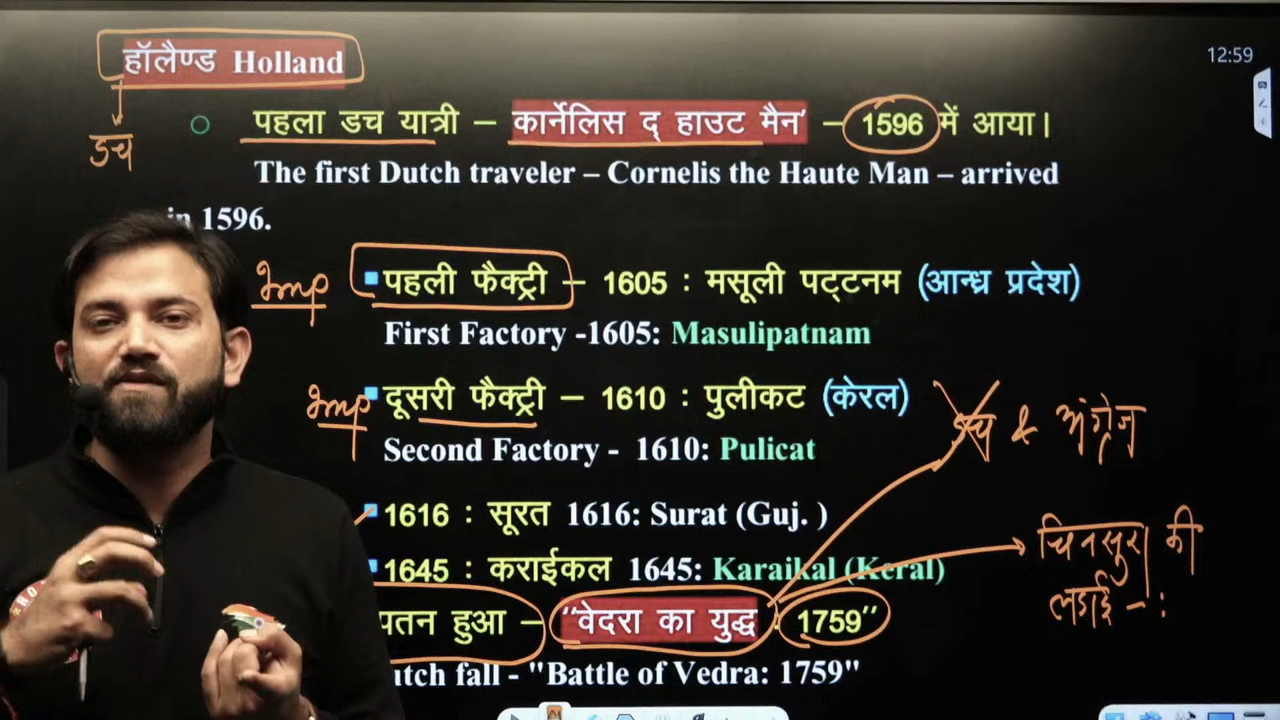 हॉलैण्ड Holland
12:59
डच
पहला डच यात्री – कार्नेलिस द् हाउट मैन' – 1596 में आया।
The first Dutch traveler – Cornelis the Haute Man – arrived
in 1596.
Imp
पहली फैक्ट्री – 1605 : मसूली पट्टनम (आन्ध्र प्रदेश)
First Factory -1605: Masulipatnam
Imp
दूसरी फैक्ट्री – 1610 : पुलीकट (केरल)
Second Factory - 1610: Pulicat
डच & अंग्रेज
1616 : सूरत 1616: Surat (Guj. )
चिनसुरा की
लडाई - :
1645 : कराईकल 1645: Karaikal (Keral)
पतन हुआ – "वेदरा का युद्ध : 1759"
utch fall - "Battle of Vedra: 1759"